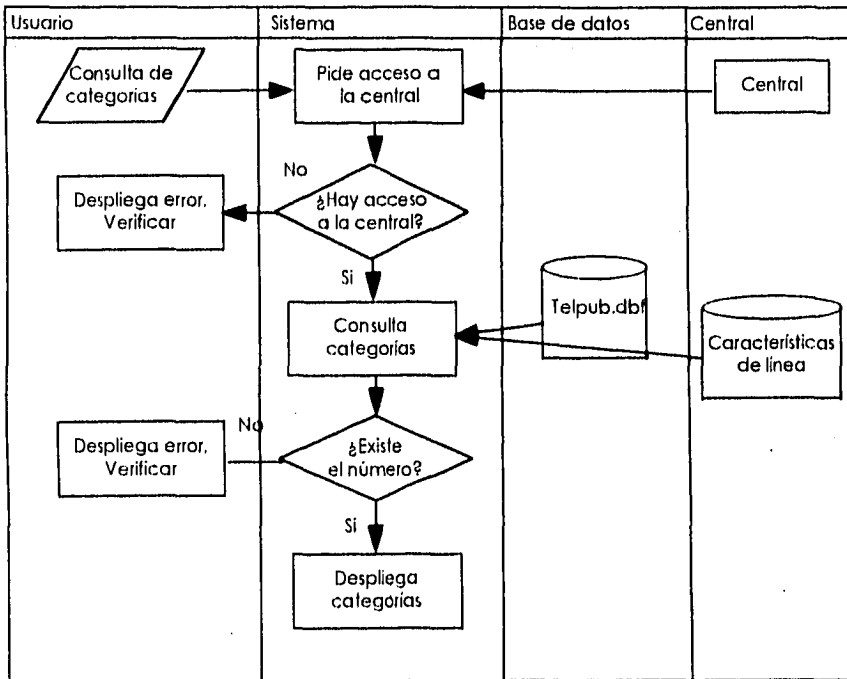 Usuario
Sistema
Base de datos
Central
Consulta de
categorías
Pide acceso a
la central
Central
No
¿Hay acceso
a la central?
Despliega error,
Verificar
Si
Telpub.dbf
Consulta
categorías
Características
de línea
No
¿Existe
el número?
Despliega error,
Verificar
Si
Despliega
categorías